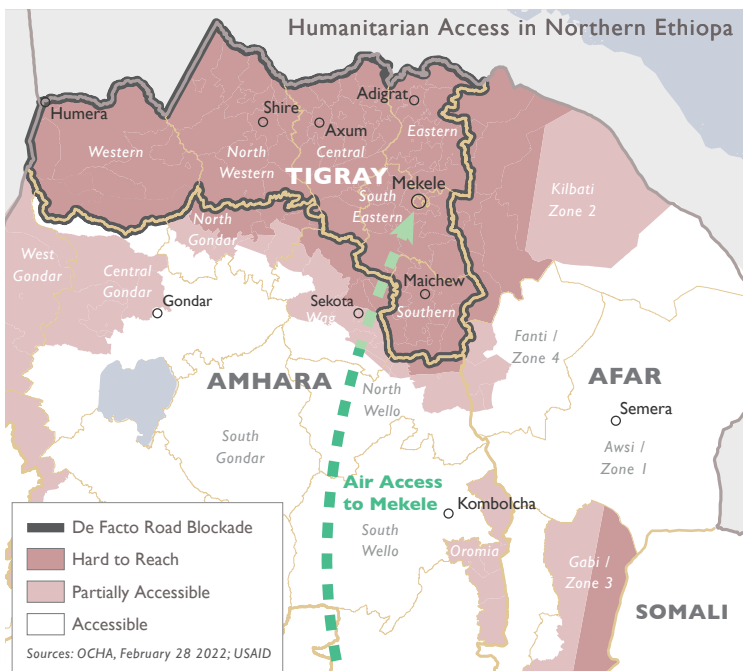 Humanitarian Access in Northern Ethiopa
Humera
Shire
Adigrat
Axum
Eastern
Western
North
Western
Central
TIGRAY
South
Eastern
Mekele
Kilbati
Zone 2
North
Gondar
West
Gondar
Central
Gondar
Gondar
Sekota
Wag
Maichew
Southern
Fanti /
Zone 4
AMHARA
North
Wello
AFAR
Semera
South
Gondar
Awsi /
Zone 1
Air Access
to Mekele
Kombolcha
South
Wello
Oromia
Gabi /
Zone 3
SOMALI
De Facto Road Blockade
Hard to Reach
Partially Accessible
Accessible
Sources: OCHA, February 28 2022; USAID